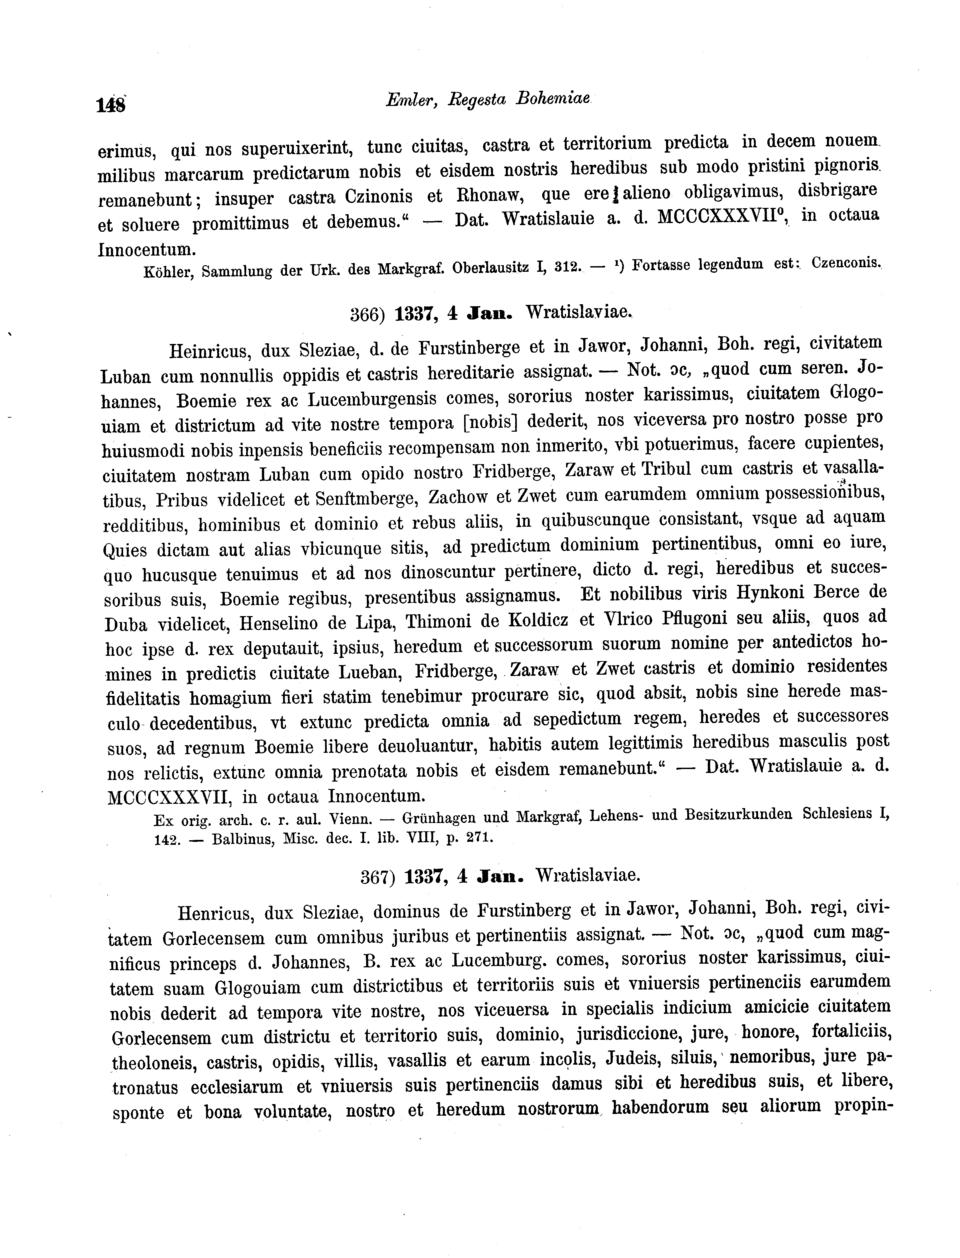 148
Emler, Regesta Bohemiae
erimus, qui nos superuixerint, tunc ciuitas, castra et territorium predicta in decem nouem
milibus marcarum predictarum nobis et eisdem nostris heredibus sub modo pristini pignoris
remanebunt; insuper castra Czinonis et Rhonaw, que ere alieno obligavimus, disbrigare
et soluere promittimus et debemus.“ — Dat. Wratislauie a. d. MCCCXXXVII⁰, in octaua
Innocentum.
Köhler, Sammlung der Urk. des Markgraf. Oberlausitz I, 312. — ¹) Fortasse legendum est: Czenconis.
366) 1337, 4 Jan. Wratislaviae.
Heinricus, dux Sleziae, d. de Furstinberge et in Jawor, Johanni, Boh. regi, civitatem
Luban cum nonnullis oppidis et castris hereditarie assignat. — Not. ɔc, „quod cum seren. Jo-
hannes, Boemie rex ac Lucemburgensis comes, sororius noster karissimus, ciuitatem Glogo-
uiam et districtum ad vite nostre tempora [nobis] dederit, nos viceversa pro nostro posse pro
huiusmodi nobis inpensis beneficiis recompensam non inmerito, vbi potuerimus, facere cupientes,
ciuitatem nostram Luban cum opido nostro Fridberge, Zaraw et Tribul cum castris et vasalla-
tibus, Pribus videlicet et Senftmberge, Zachow et Zwet cum earumdem omnium possessionibus,
redditibus, hominibus et dominio et rebus aliis, in quibuscunque consistant, vsque ad aquam
Quies dictam aut alias vbicunque sitis, ad predictum dominium pertinentibus, omni eo iure,
quo hucusque tenuimus et ad nos dinoscuntur pertinere, dicto d. regi, heredibus et succes-
soribus suis, Boemie regibus, presentibus assignamus. Et nobilibus viris Hynkoni Berce de
Duba videlicet, Henselino de Lipa, Thimoni de Koldicz et Vlrico Pflugoni seu aliis, quos ad
hoc ipse d. rex deputauit, ipsius, heredum et successorum suorum nomine per antedictos ho-
mines in predictis ciuitate Lueban, Fridberge, Zaraw et Zwet castris et dominio residentes
fidelitatis homagium fieri statim tenebimur procurare sic, quod absit, nobis sine herede mas-
culo decedentibus, vt extunc predicta omnia ad sepedictum regem, heredes et successores
suos, ad regnum Boemie libere deuoluantur, habitis autem legittimis heredibus masculis post
nos relictis, extunc omnia prenotata nobis et eisdem remanebunt.“ — Dat. Wratislauie a. d.
MCCCXXXVII, in octaua Innocentum.
Ex orig. arch. c. r. aul. Vienn. — Grünhagen und Markgraf, Lehens- und Besitzurkunden Schlesiens I,
142. — Balbinus, Misc. dec. I. lib. VIII, p. 271.
367) 1337, 4 Jan. Wratislaviae.
Henricus, dux Sleziae, dominus de Furstinberg et in Jawor, Johanni, Boh. regi, civi-
tatem Gorlecensem cum omnibus juribus et pertinentiis assignat. — Not. ɔc, „quod cum mag-
nificus princeps d. Johannes, B. rex ac Lucemburg. comes, sororius noster karissimus, ciui-
tatem suam Glogouiam cum districtibus et territoriis suis et vniuersis pertinenciis earumdem
nobis dederit ad tempora vite nostre, nos viceuersa in specialis indicium amicicie ciuitatem
Gorlecensem cum districtu et territorio suis, dominio, jurisdiccione, jure, honore, fortaliciis,
theoloneis, castris, opidis, villis, vasallis et earum incolis, Judeis, siluis, nemoribus, jure pa-
tronatus ecclesiarum et vniuersis suis pertinenciis damus sibi et heredibus suis, et libere,
sponte et bona voluntate, nostro et heredum nostrorum habendorum seu aliorum propin-